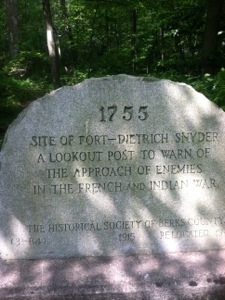 1755
SITE OF FORT-DIETRICH SNYDER
A LOOKOUT POST TO WARN OF
THE APPROACH OF ENEMIES
IN THE FRENCH AND INDIAN WAR
THE HISTORICAL SOCIETY OF BERKS COUNTY
1915 RELOCATED